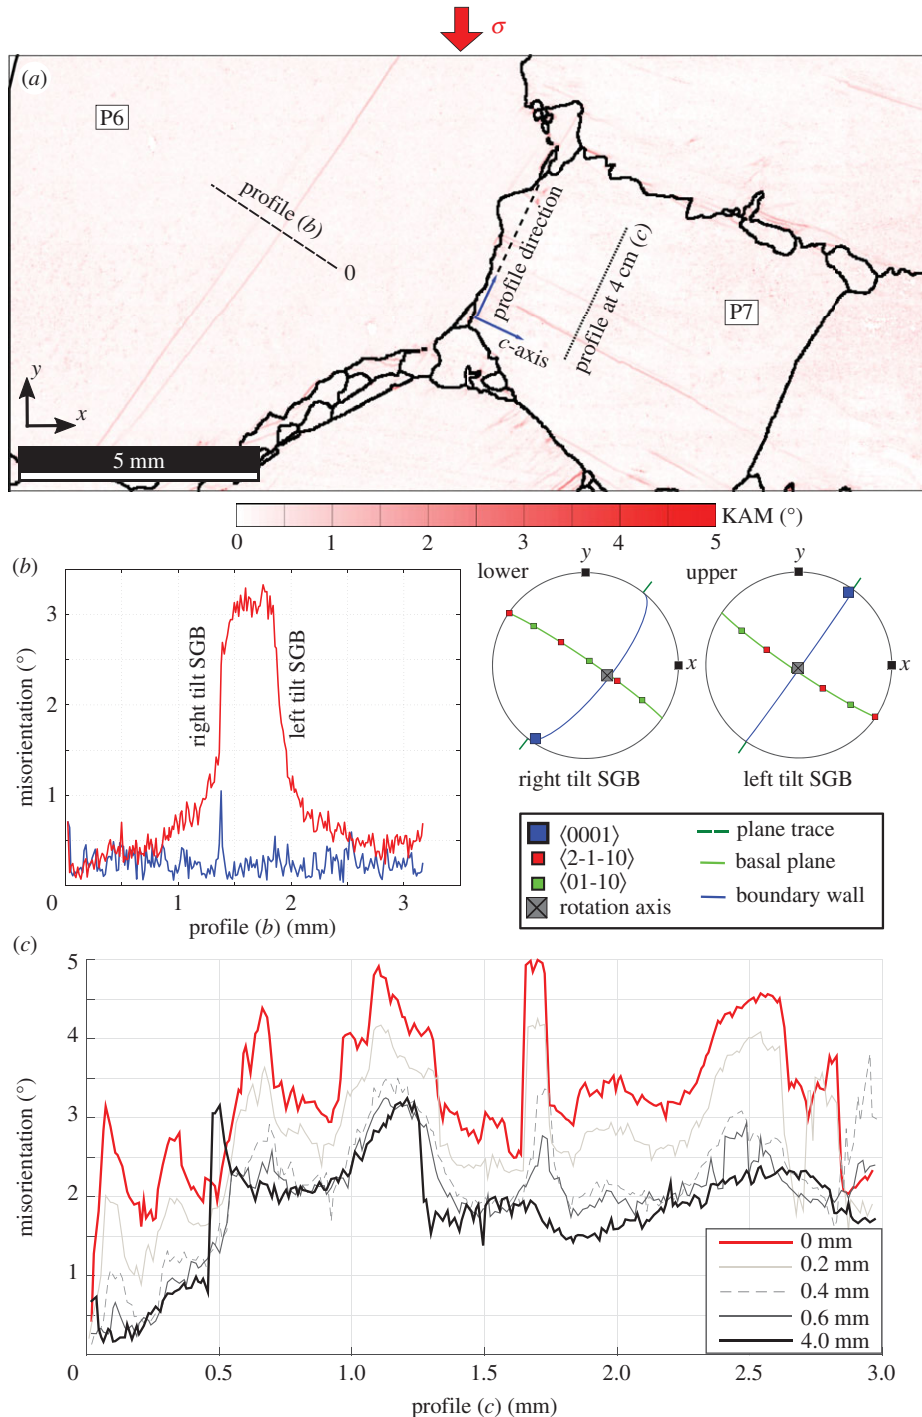 σ
(a)
P6
profile (b)
0
profile direction
profile at 4 cm (c)
c-axis
P7
y
x
5 mm
KAM (°)
0 1 2 3 4 5
(b)
misorientation (°)
3
2
1
0
1 2 3
right tilt SGB
left tilt SGB
profile (b) (mm)
lower
y
x
right tilt SGB
upper
y
x
left tilt SGB
⟨0001⟩
⟨2-1-10⟩
⟨01-10⟩
rotation axis
plane trace
basal plane
boundary wall
(c)
misorientation (°)
5
4
3
2
1
0 0.5 1.0 1.5 2.0 2.5 3.0
profile (c) (mm)
0 mm
0.2 mm
0.4 mm
0.6 mm
4.0 mm